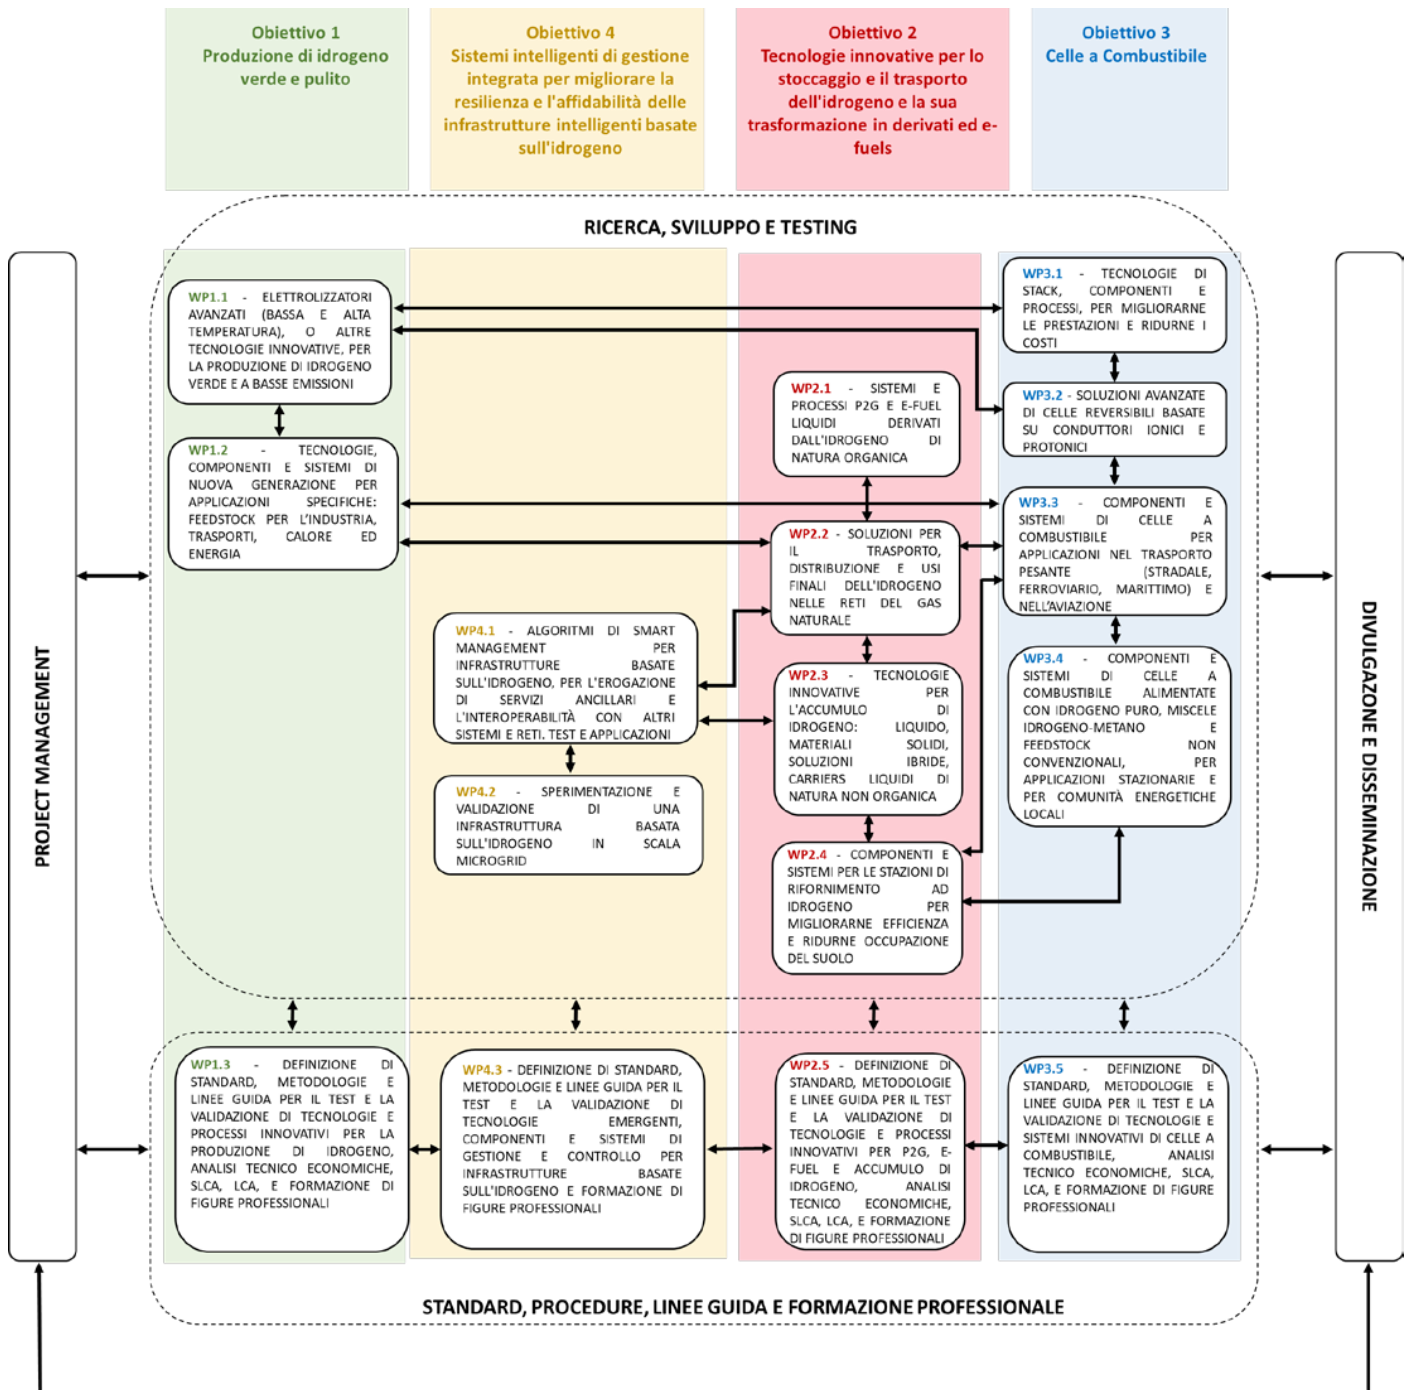 Obiettivo 1
Produzione di idrogeno
verde e pulito
Obiettivo 4
Sistemi intelligenti di gestione
integrata per migliorare la
resilienza e l'affidabilità delle
infrastrutture intelligenti basate
sull'idrogeno
Obiettivo 2
Tecnologie innovative per lo
stoccaggio e il trasporto
dell'idrogeno e la sua
trasformazione in derivati ed e-
fuels
Obiettivo 3
Celle a Combustibile
RICERCA, SVILUPPO E TESTING
PROJECT MANAGEMENT
WP1.1 - ELETTROLIZZATORI
AVANZATI (BASSA E ALTA
TEMPERATURA), O ALTRE
TECNOLOGIE INNOVATIVE, PER
LA PRODUZIONE DI IDROGENO
VERDE E A BASSE EMISSIONI
WP1.2 - TECNOLOGIE,
COMPONENTI E SISTEMI DI
NUOVA GENERAZIONE PER
APPLICAZIONI SPECIFICHE:
FEEDSTOCK PER L'INDUSTRIA,
TRASPORTI, CALORE ED
ENERGIA
WP4.1 - ALGORITMI DI SMART
MANAGEMENT PER
INFRASTRUTTURE BASATE
SULL'IDROGENO, PER L'EROGAZIONE
DI SERVIZI ANCILLARI E
L'INTEROPERABILITÀ CON ALTRI
SISTEMI E RETI. TEST E APPLICAZIONI
WP4.2 - SPERIMENTAZIONE E
VALIDAZIONE DI UNA
INFRASTRUTTURA BASATA
SULL'IDROGENO IN SCALA
MICROGRID
WP2.1 - SISTEMI E
PROCESSI P2G E E-FUEL
LIQUIDI DERIVATI
DALL'IDROGENO DI
NATURA ORGANICA
WP2.2 - SOLUZIONI PER
IL TRASPORTO,
DISTRIBUZIONE E USI
FINALI DELL'IDROGENO
NELLE RETI DEL GAS
NATURALE
WP2.3 - TECNOLOGIE
INNOVATIVE PER
L'ACCUMULO DI
IDROGENO: LIQUIDO,
MATERIALI SOLIDI,
SOLUZIONI IBRIDE,
CARRIERS LIQUIDI DI
NATURA NON ORGANICA
WP2.4 - COMPONENTI E
SISTEMI PER LE STAZIONI DI
RIFORNIMENTO AD
IDROGENO PER
MIGLIORARNE EFFICIENZA
E RIDURNE OCCUPAZIONE
DEL SUOLO
WP3.1 - TECNOLOGIE DI
STACK, COMPONENTI E
PROCESSI, PER MIGLIORARNE
LE PRESTAZIONI E RIDURNE I
COSTI
WP3.2 - SOLUZIONI AVANZATE
DI CELLE REVERSIBILI BASATE
SU CONDUTTORI IONICI E
PROTONICI
WP3.3 - COMPONENTI E
SISTEMI DI CELLE A
COMBUSTIBILE PER
APPLICAZIONI NEL TRASPORTO
PESANTE (STRADALE,
FERROVIARIO, MARITTIMO) E
NELL'AVIAZIONE
WP3.4 - COMPONENTI E
SISTEMI DI CELLE A
COMBUSTIBILE ALIMENTATE
CON IDROGENO PURO, MISCELE
IDROGENO-METANO E
FEEDSTOCK NON
CONVENZIONALI, PER
APPLICAZIONI STAZIONARIE E
PER COMUNITÀ ENERGETICHE
LOCALI
DIVULGAZONE E DISSEMINAZIONE
WP1.3 - DEFINIZIONE DI
STANDARD, METODOLOGIE E
LINEE GUIDA PER IL TEST E LA
VALIDAZIONE DI TECNOLOGIE E
PROCESSI INNOVATIVI PER LA
PRODUZIONE DI IDROGENO,
ANALISI TECNICO ECONOMICHE,
SLCA, LCA, E FORMAZIONE DI
FIGURE PROFESSIONALI
WP4.3 - DEFINIZIONE DI STANDARD,
METODOLOGIE E LINEE GUIDA PER IL
TEST E LA VALIDAZIONE DI
TECNOLOGIE EMERGENTI,
COMPONENTI E SISTEMI DI
GESTIONE E CONTROLLO PER
INFRASTRUTTURE BASATE
SULL'IDROGENO E FORMAZIONE DI
FIGURE PROFESSIONALI
WP2.5 - DEFINIZIONE DI
STANDARD, METODOLOGIE
E LINEE GUIDA PER IL TEST
E LA VALIDAZIONE DI
TECNOLOGIE E PROCESSI
INNOVATIVI PER P2G, E-
FUEL E ACCUMULO DI
IDROGENO, ANALISI
TECNICO ECONOMICHE,
SLCA, LCA, E FORMAZIONE
DI FIGURE PROFESSIONALI
WP3.5 - DEFINIZIONE DI
STANDARD, METODOLOGIE E
LINEE GUIDA PER IL TEST E LA
VALIDAZIONE DI TECNOLOGIE E
SISTEMI INNOVATIVI DI CELLE A
COMBUSTIBILE, ANALISI
TECNICO ECONOMICHE, SLCA,
LCA, E FORMAZIONE DI FIGURE
PROFESSIONALI
STANDARD, PROCEDURE, LINEE GUIDA E FORMAZIONE PROFESSIONALE